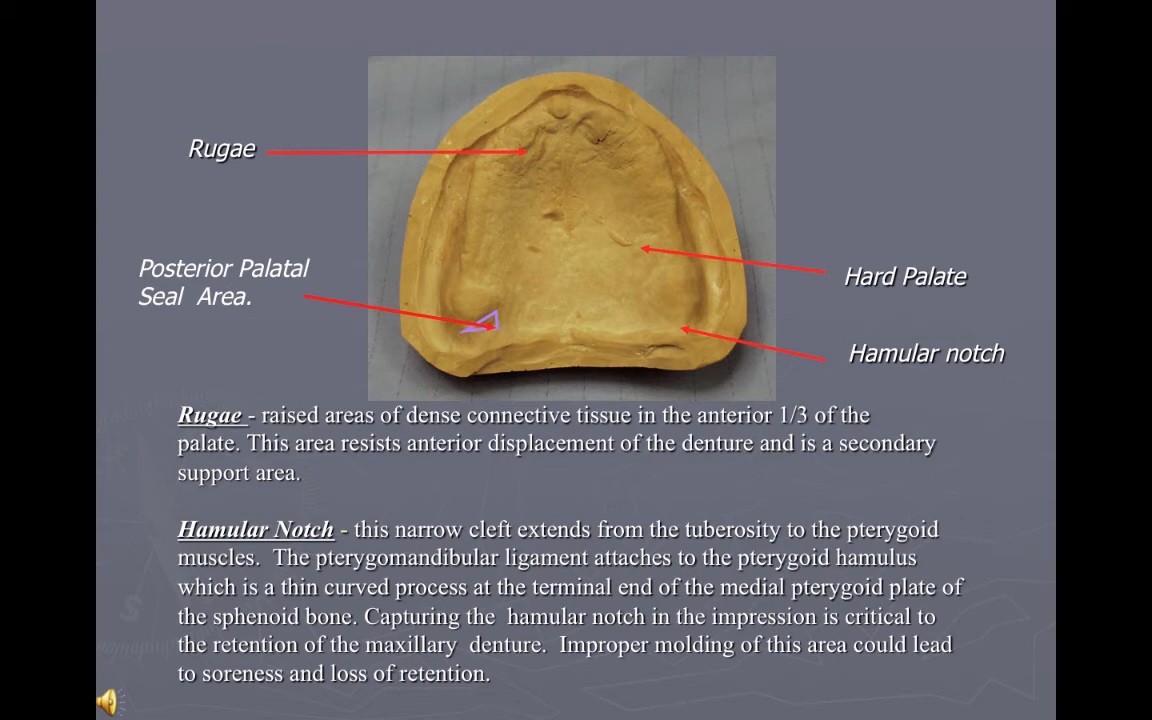 Rugae
Posterior Palatal
Seal Area.
Hard Palate
Hamular notch
Rugae - raised areas of dense connective tissue in the anterior 1/3 of the
palate. This area resists anterior displacement of the denture and is a secondary
support area.
Hamular Notch - this narrow cleft extends from the tuberosity to the pterygoid
muscles. The pterygomandibular ligament attaches to the pterygoid hamulus
which is a thin curved process at the terminal end of the medial pterygoid plate of
the sphenoid bone. Capturing the hamular notch in the impression is critical to
the retention of the maxillary denture. Improper molding of this area could lead
to soreness and loss of retention.